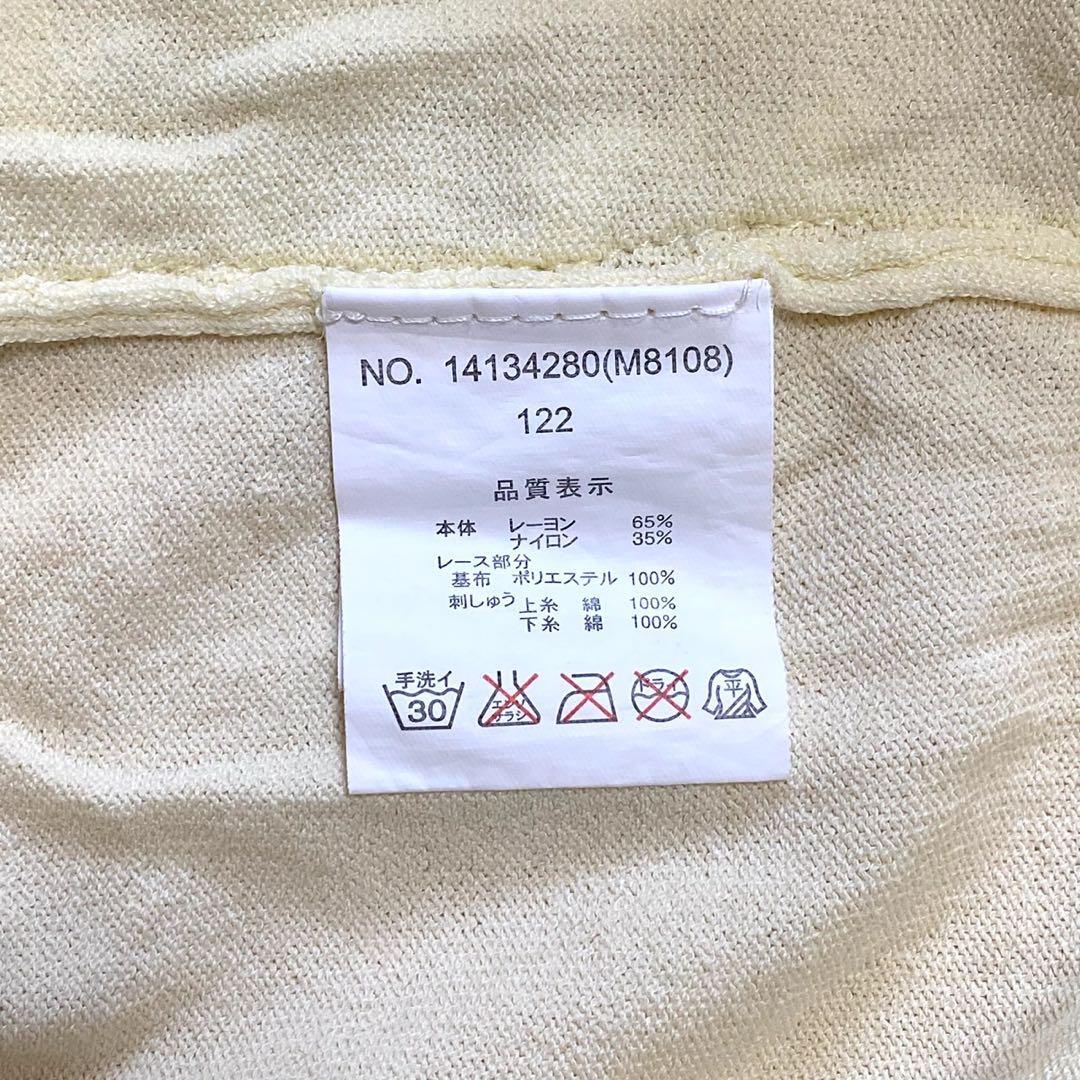 NO. 14134280(M8108)
122
品質表示
本体 レーヨン 65%
ナイロン 35%
レース部分
基布 ポリエステル 100%
刺しゅう 上糸 綿 100%
下糸 綿 100%
手洗イ
30
エンソ
サラシ
ドライ
平